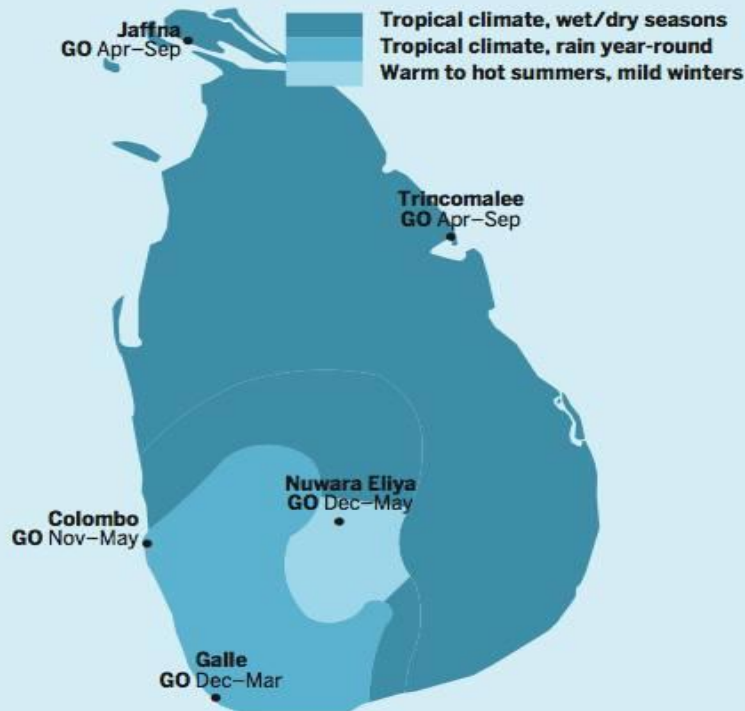 Tropical climate, wet/dry seasons
Tropical climate, rain year-round
Warm to hot summers, mild winters
Jaffna
GO Apr–Sep
Trincomalee
GO Apr–Sep
Nuwara Eliya
GO Dec–May
Colombo
GO Nov–May
Galle
GO Dec–Mar